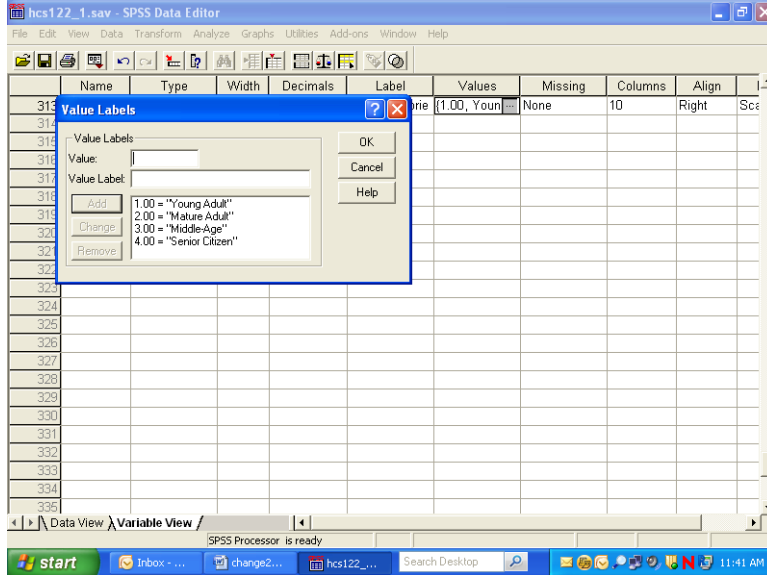 hcs122_1.sav - SPSS Data Editor
File Edit View Data Transform Analyze Graphs Utilities Add-ons Window Help
Name Type Width Decimals Label Values Missing Columns Align
313 {1.00, Youn ... None 10 Right Sca
Value Labels
314
Value Labels
OK
315
Value:
316
Cancel
Value Label:
317
Help
318
Add
1.00 = "Young Adult"
319
2.00 = "Mature Adult"
Change
3.00 = "Middle-Age"
320
4.00 = "Senior Citizen"
Remove
321
322
323
324
325
326
327
328
329
330
331
332
333
334
335
Data View Variable View
SPSS Processor is ready
start Inbox - ... change2... hcs122_... Search Desktop N 11:41 AM